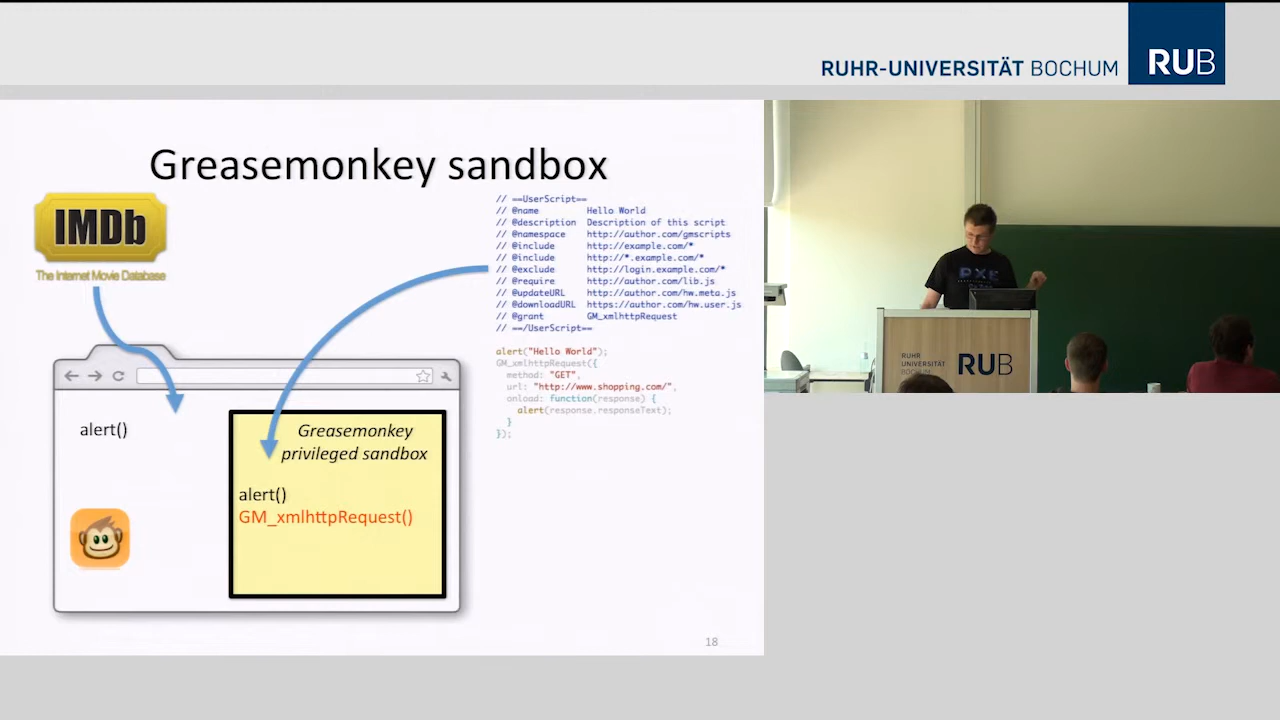 RUHR-UNIVERSITÄT BOCHUM
RUB
Greasemonkey sandbox
IMDb
The Internet Movie Database
// ==UserScript==
// @name Hello World
// @description Description of this script
// @namespace http://author.com/gmscripts
// @include http://example.com/*
// @include http://*.example.com/*
// @exclude http://login.example.com/*
// @require http://author.com/lib.js
// @updateURL http://author.com/hw.meta.js
// @downloadURL https://author.com/hw.user.js
// @grant GM_xmlhttpRequest
// ==/UserScript==
alert("Hello World");
GM_xmlhttpRequest({
method: "GET",
url: "http://www.shopping.com/",
onload: function(response) {
alert(response.responseText);
}
});
alert()
Greasemonkey
privileged sandbox
alert()
GM_xmlhttpRequest()
18
RUHR
UNIVERSITÄT
BOCHUM
RUB